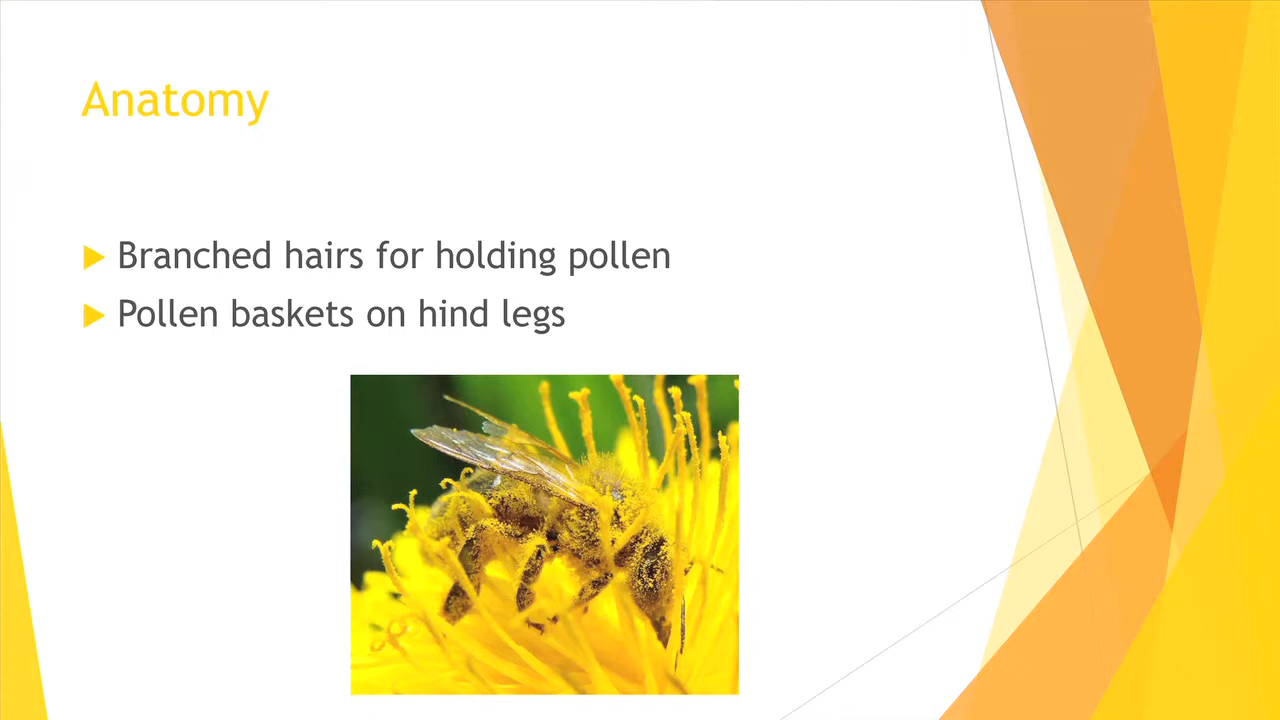 Anatomy
Branched hairs for holding pollen
Pollen baskets on hind legs